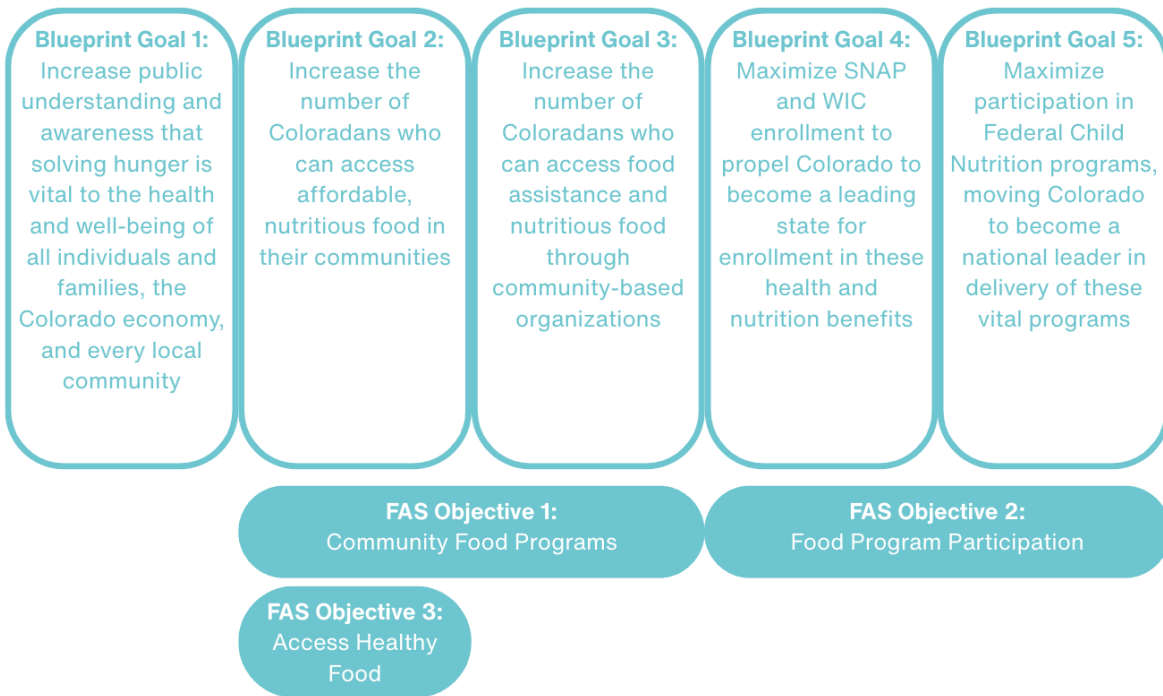 Blueprint Goal 1:
Increase public
understanding and
awareness that
solving hunger is
vital to the health
and well-being of
all individuals and
families, the
Colorado economy,
and every local
community
Blueprint Goal 2:
Increase the
number of
Coloradans who
can access
affordable,
nutritious food in
their communities
Blueprint Goal 3:
Increase the
number of
Coloradans who
can access food
assistance and
nutritious food
through
community-based
organizations
Blueprint Goal 4:
Maximize SNAP
and WIC
enrollment to
propel Colorado to
become a leading
state for
enrollment in these
health and
nutrition benefits
Blueprint Goal 5:
Maximize
participation in
Federal Child
Nutrition programs,
moving Colorado
to become a
national leader in
delivery of these
vital programs
FAS Objective 1:
Community Food Programs
FAS Objective 2:
Food Program Participation
FAS Objective 3:
Access Healthy
Food